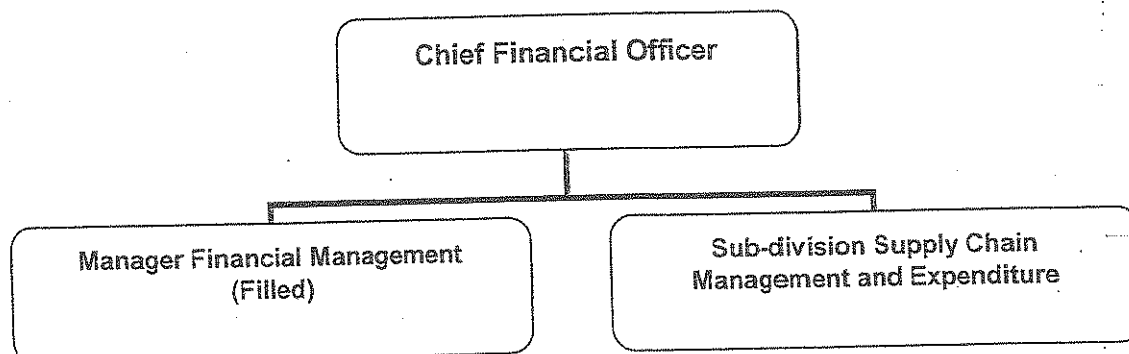 Chief Financial Officer
Manager Financial Management
(Filled)
Sub-division Supply Chain
Management and Expenditure